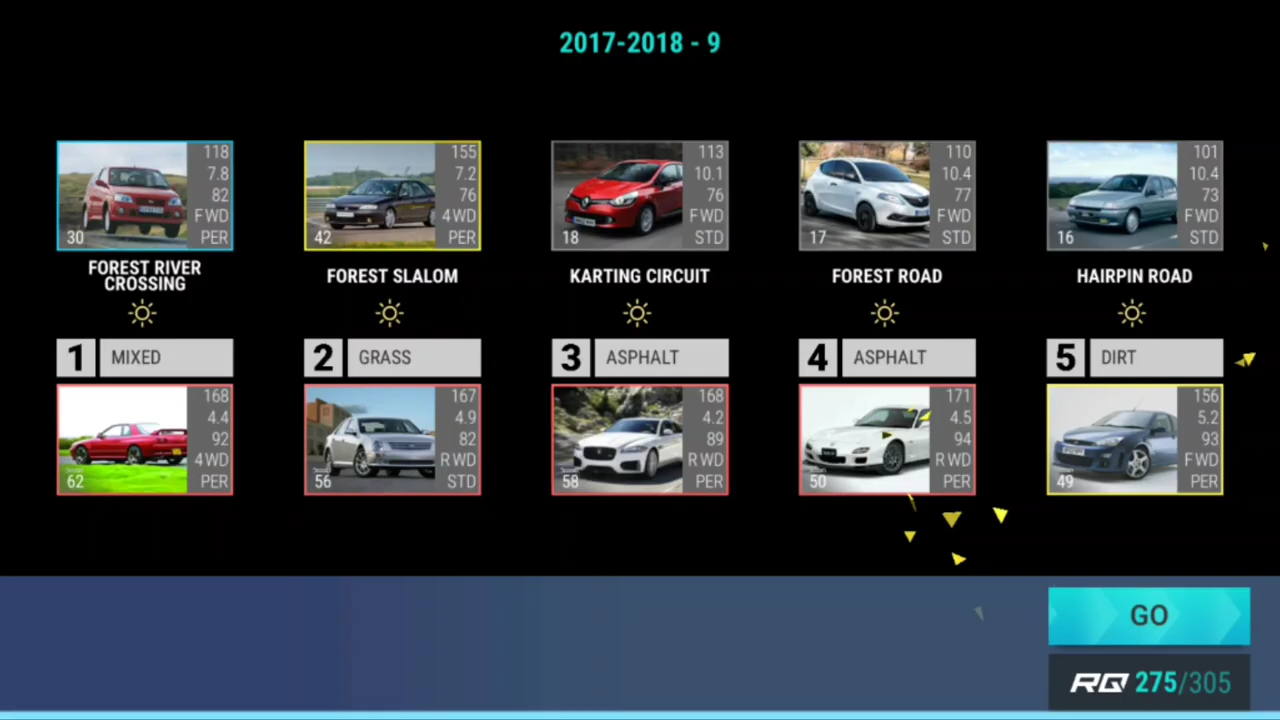 2017-2018 - 9
118
7.8
82
FWD
30 PER
155
7.2
76
4WD
42 PER
113
10.1
76
FWD
18 STD
110
10.4
77
FWD
17 STD
101
10.4
73
FWD
16 STD
FOREST RIVER
CROSSING
FOREST SLALOM
KARTING CIRCUIT
FOREST ROAD
HAIRPIN ROAD
1 MIXED
2 GRASS
3 ASPHALT
4 ASPHALT
5 DIRT
168
4.4
92
4WD
62 PER
167
4.9
82
RWD
56 STD
168
4.2
89
RWD
58 PER
171
4.5
94
RWD
50 PER
156
5.2
93
FWD
49 PER
GO
RQ 275/305